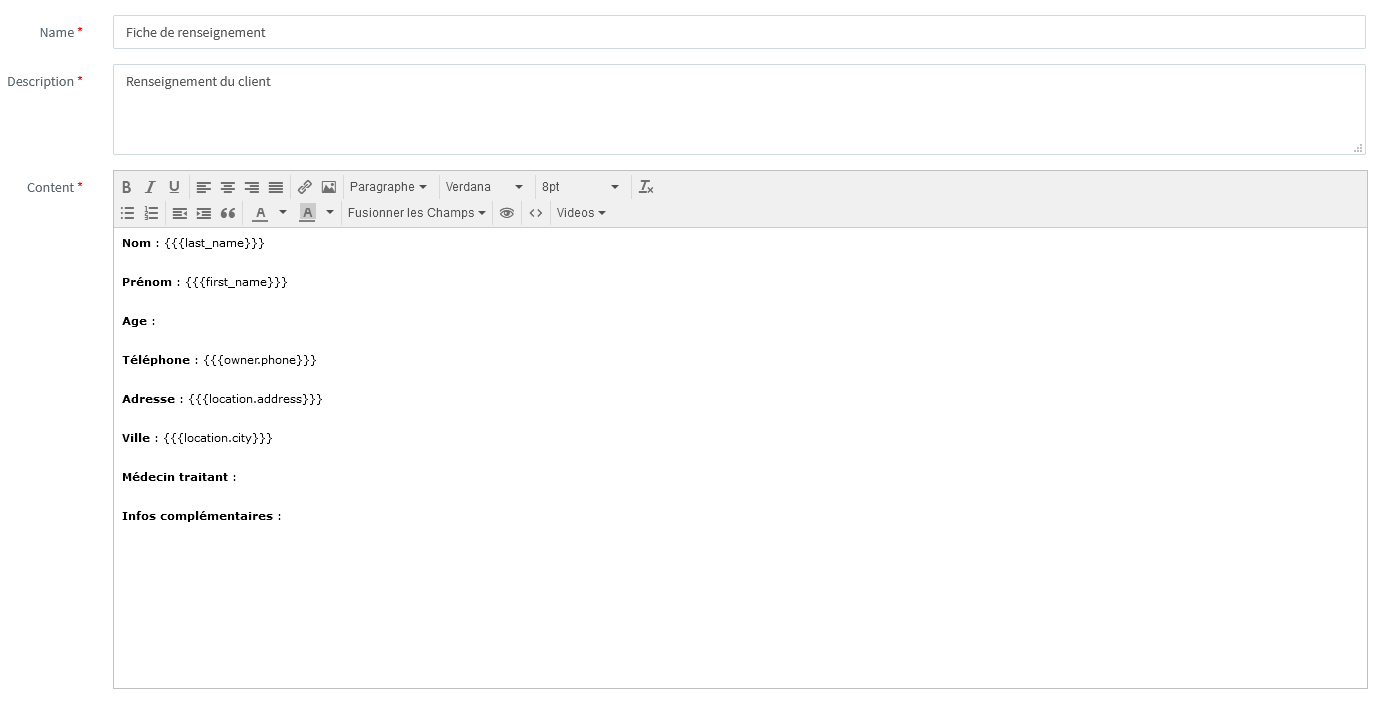 Name *
Fiche de renseignement
Description *
Renseignement du client
Content *
B I U Paragraphe Verdana 8pt Tx
A A Fusionner les Champs <> Videos
Nom : {{{last_name}}}
Prénom : {{{first_name}}}
Age :
Téléphone : {{{owner.phone}}}
Adresse : {{{location.address}}}
Ville : {{{location.city}}}
Médecin traitant :
Infos complémentaires :